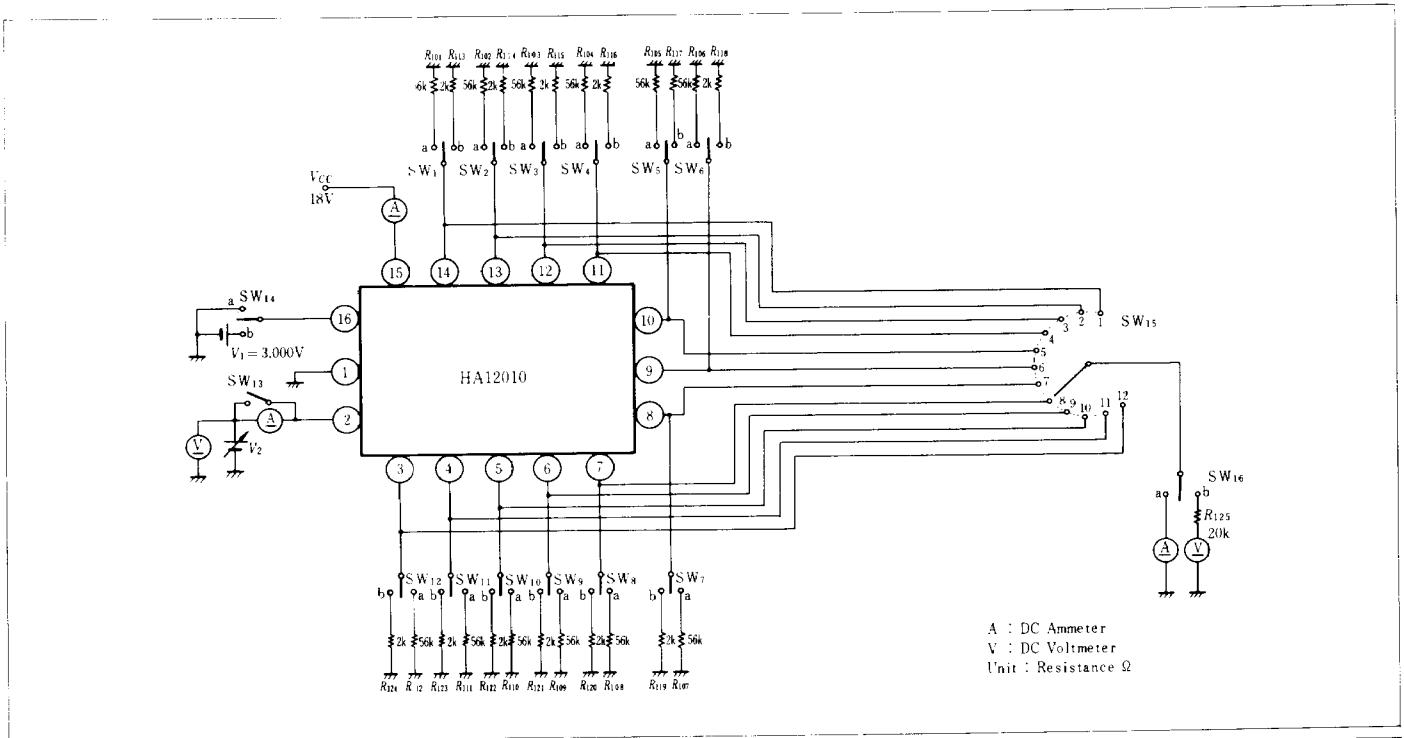 R101 R113 R102 R114 R103 R115 R104 R116 R105 R117 R106 R118
6k 2k 56k 2k 56k 2k 56k 2k 56k 56k 2k
a b a b a b a b a b a b
SW1 SW2 SW3 SW4 SW5 SW6
VCC
18V
A
15 14 13 12 11
a SW14
16
b
V1=3.000V
1
SW13
A
2
V
V2
HA12010
10
9
8
3 4 5 6 7
1 2 3 4 5 6 7 8 9 10 11 12
SW15
SW16
a b
R125
20k
A V
SW12 SW11 SW10 SW9 SW8 SW7
b a b a b a b a b a b a
2k 56k 2k 56k 2k 56k 2k 56k 2k 56k 2k 56k
R124 R112 R123 R111 R122 R110 R121 R109 R120 R108 R119 R107
A : DC Ammeter
V : DC Voltmeter
Unit : Resistance Ω